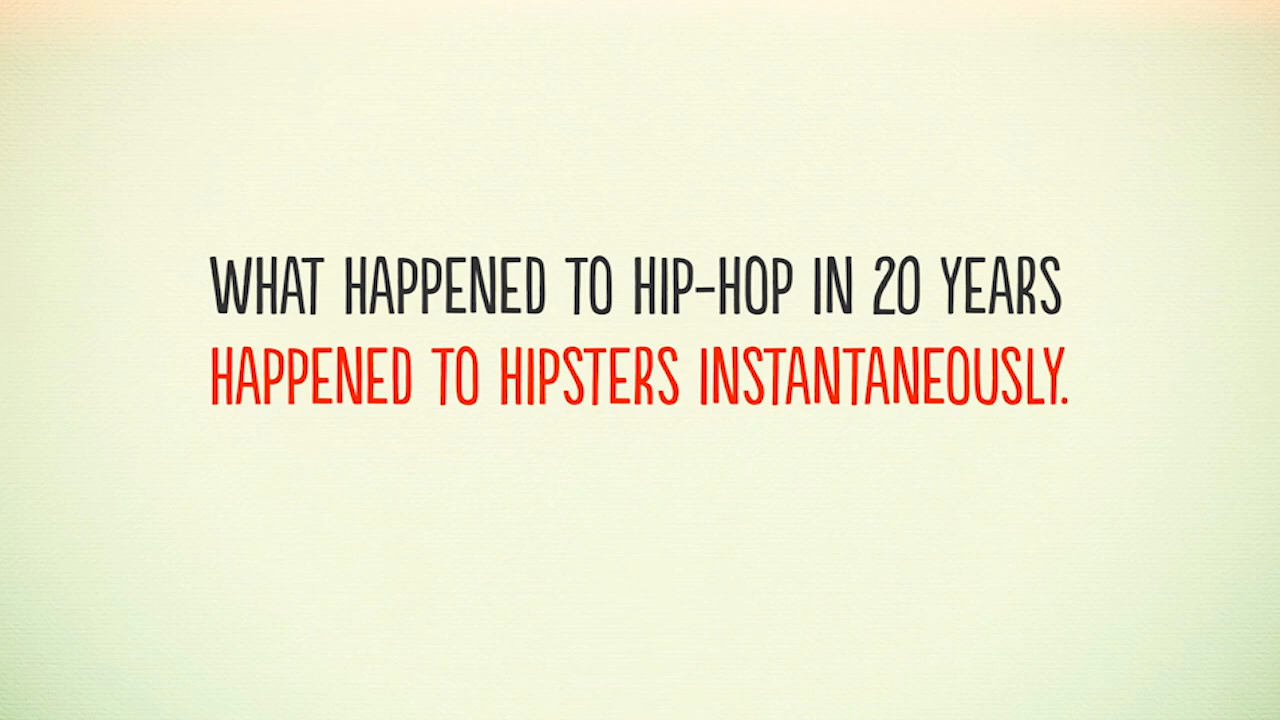 WHAT HAPPENED TO HIP-HOP IN 20 YEARS
HAPPENED TO HIPSTERS INSTANTANEOUSLY.